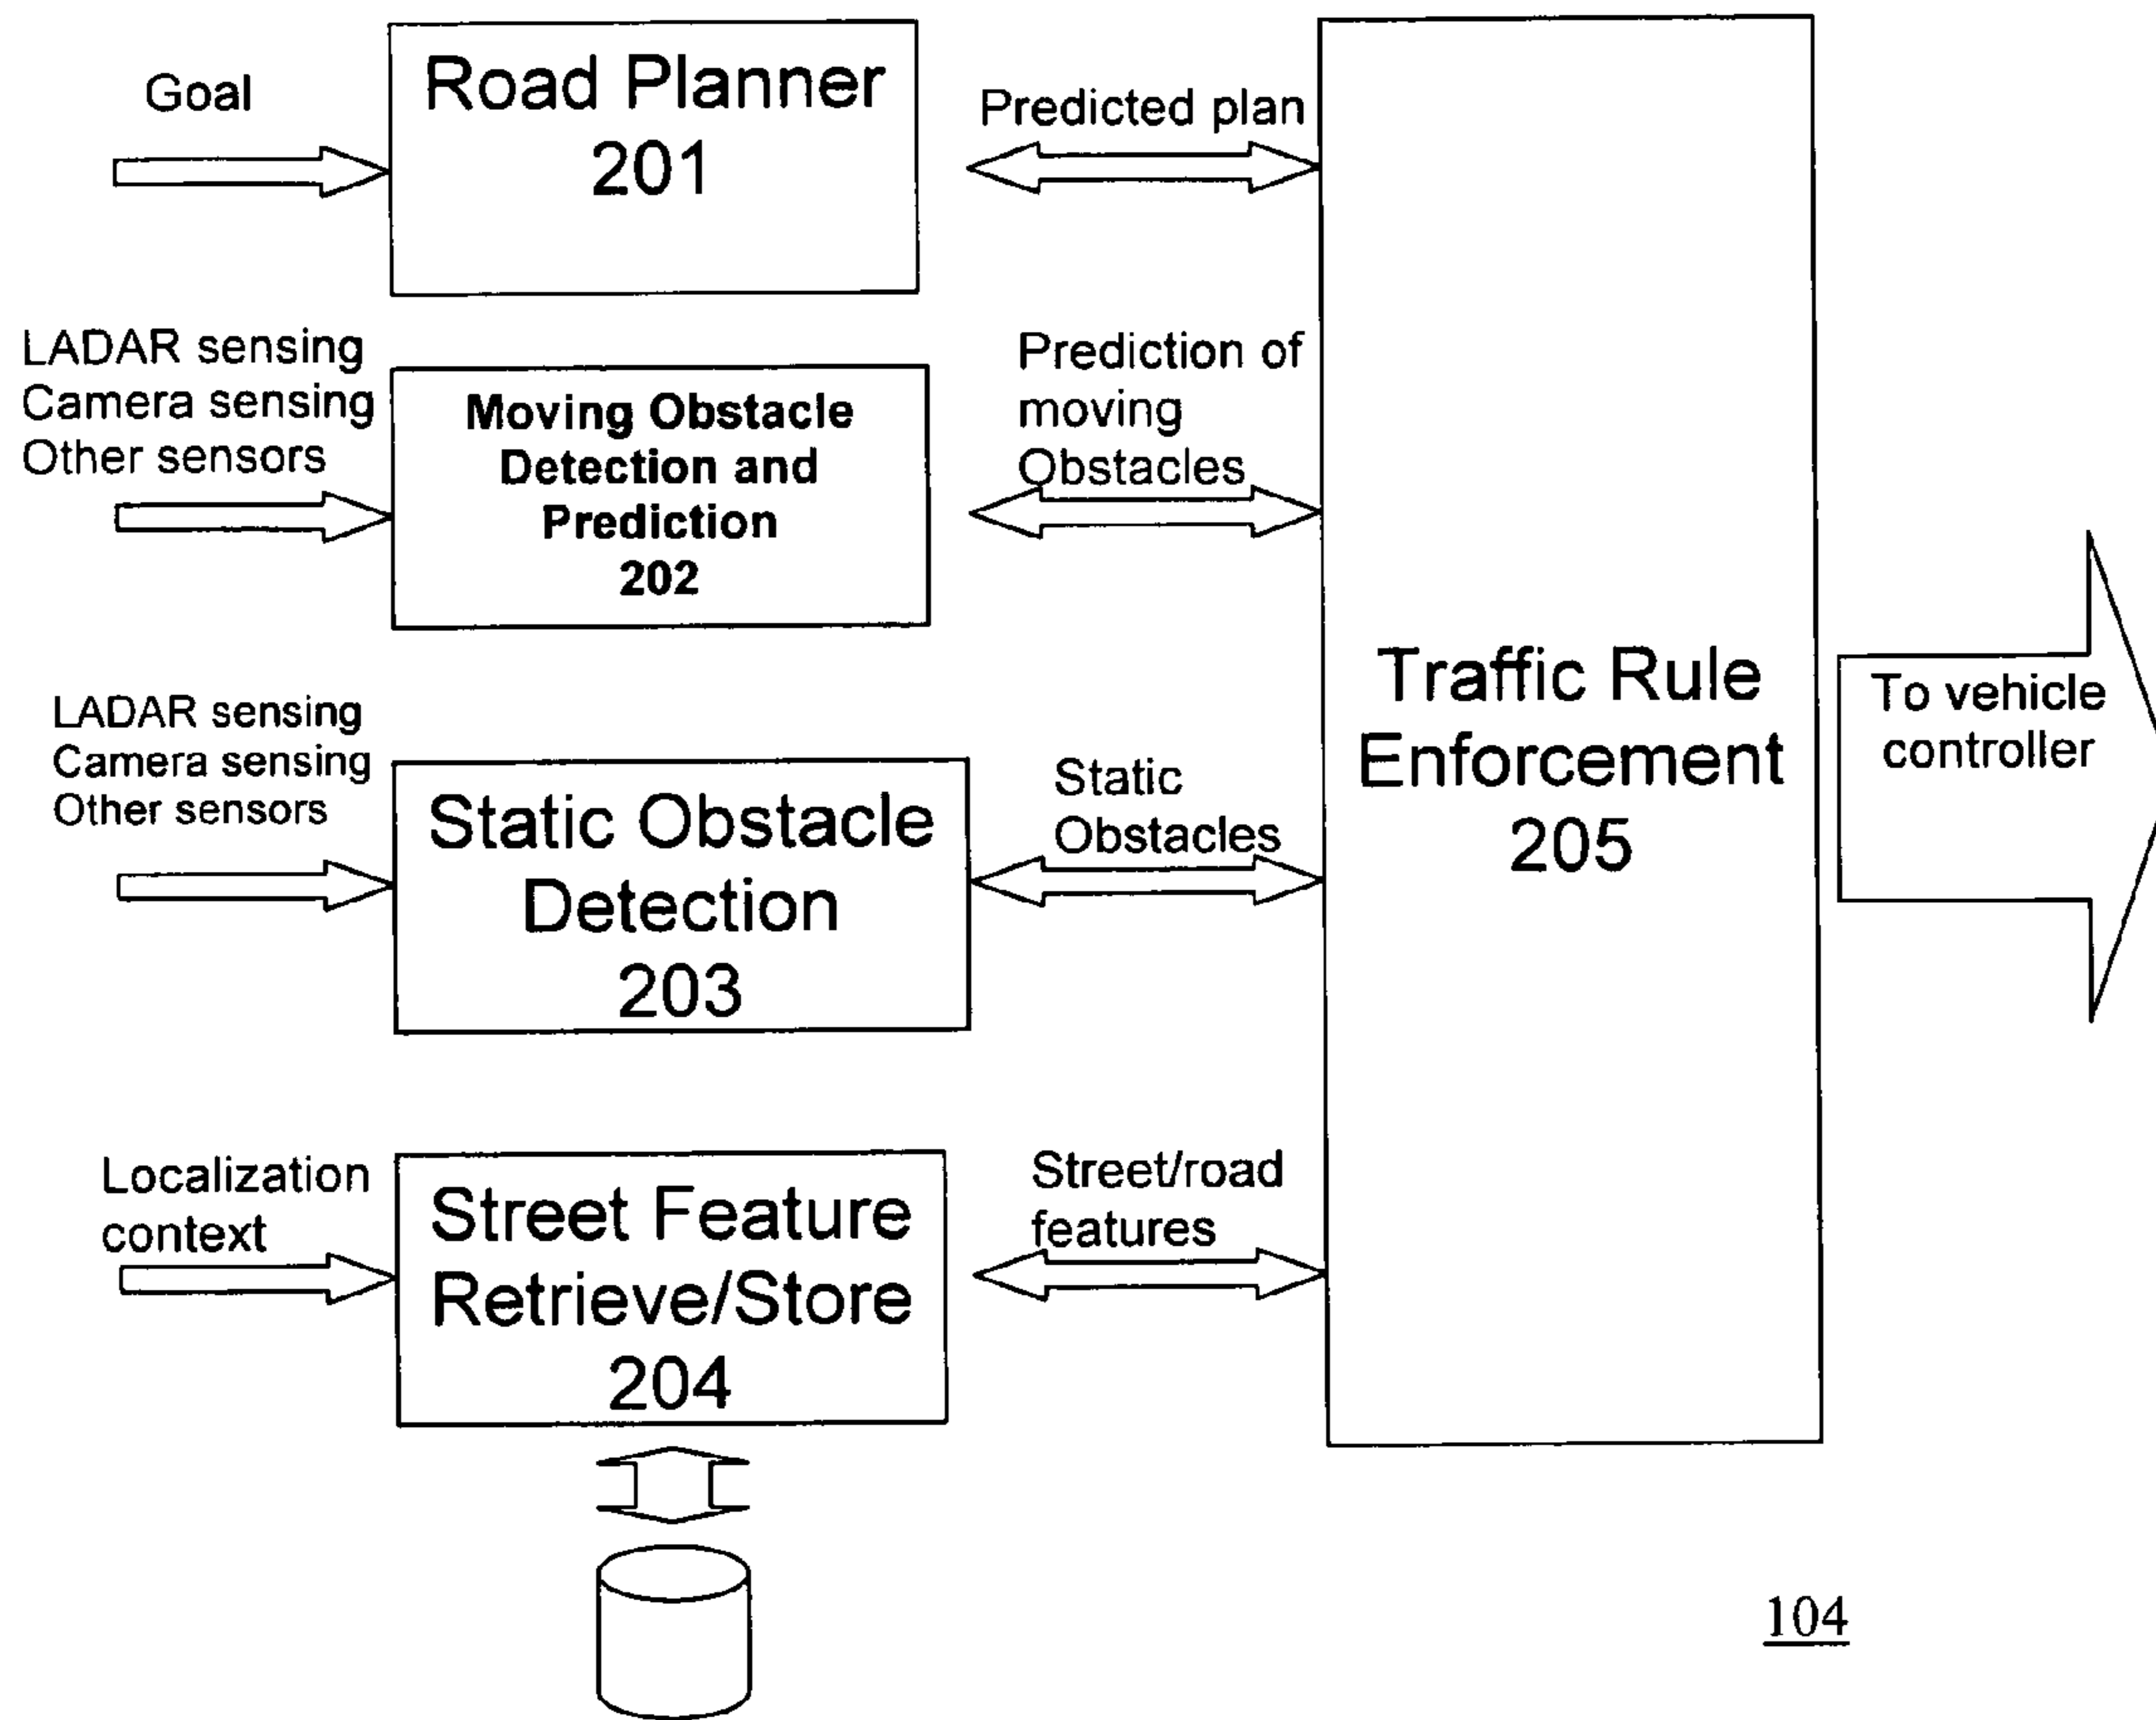 Goal
Road Planner
201
Predicted plan
LADAR sensing
Camera sensing
Other sensors
Moving Obstacle
Detection and
Prediction
202
Prediction of
moving
Obstacles
LADAR sensing
Camera sensing
Other sensors
Static Obstacle
Detection
203
Static
Obstacles
Localization
context
Street Feature
Retrieve/Store
204
Street/road
features
Traffic Rule
Enforcement
205
To vehicle
controller
104